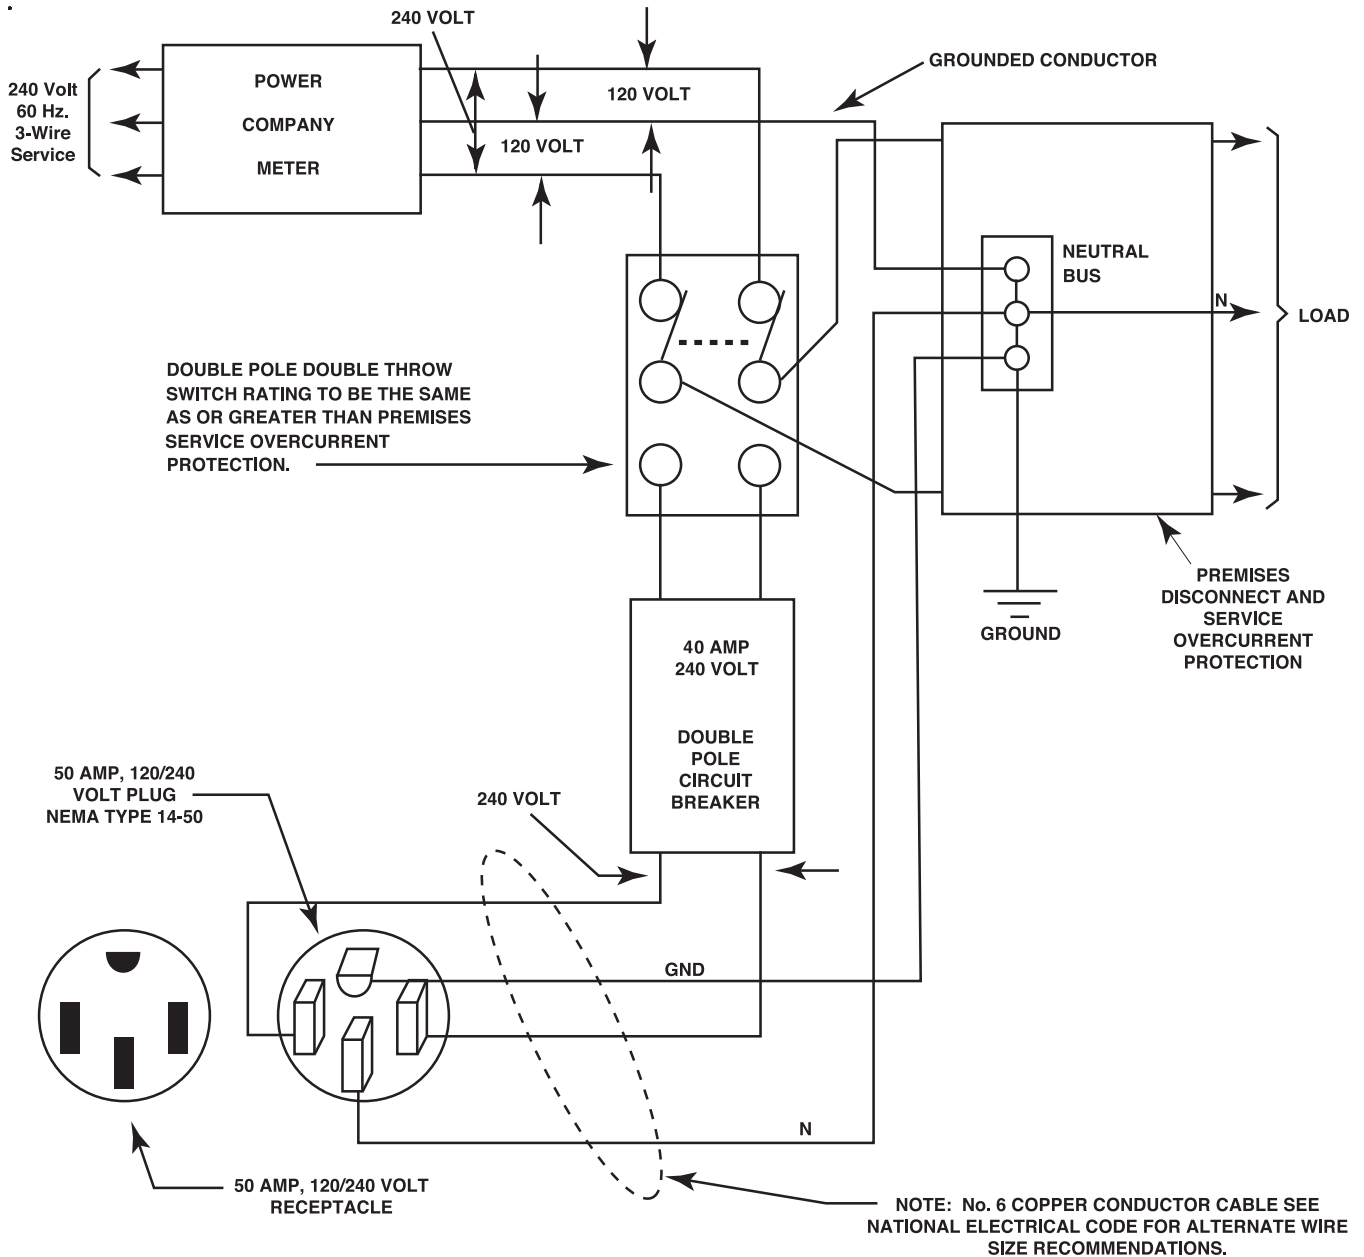 240 VOLT
GROUNDED CONDUCTOR
240 Volt
60 Hz.
3-Wire
Service
POWER
COMPANY
METER
120 VOLT
120 VOLT
NEUTRAL
BUS
N
LOAD
DOUBLE POLE DOUBLE THROW
SWITCH RATING TO BE THE SAME
AS OR GREATER THAN PREMISES
SERVICE OVERCURRENT
PROTECTION.
GROUND
PREMISES
DISCONNECT AND
SERVICE
OVERCURRENT
PROTECTION
40 AMP
240 VOLT
DOUBLE
POLE
CIRCUIT
BREAKER
50 AMP, 120/240
VOLT PLUG
NEMA TYPE 14-50
240 VOLT
GND
N
50 AMP, 120/240 VOLT
RECEPTACLE
NOTE: No. 6 COPPER CONDUCTOR CABLE SEE
NATIONAL ELECTRICAL CODE FOR ALTERNATE WIRE
SIZE RECOMMENDATIONS.